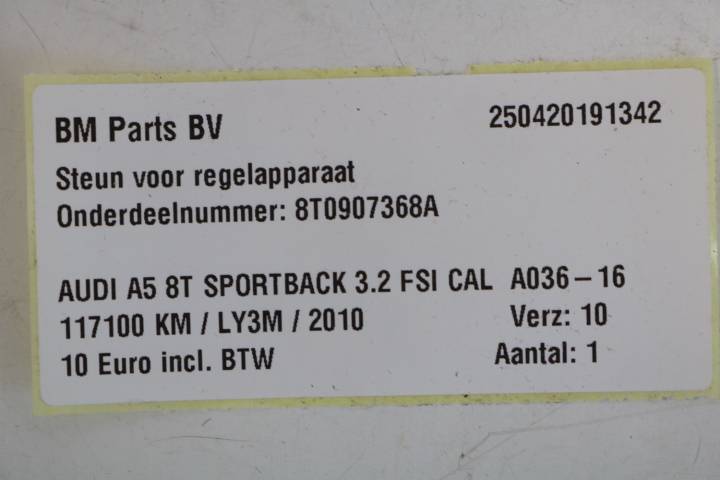 BM Parts BV 250420191342
Steun voor regelapparaat
Onderdeelnummer: 8T0907368A
AUDI A5 8T SPORTBACK 3.2 FSI CAL A036-16
117100 KM / LY3M / 2010 Verz: 10
10 Euro incl. BTW Aantal: 1